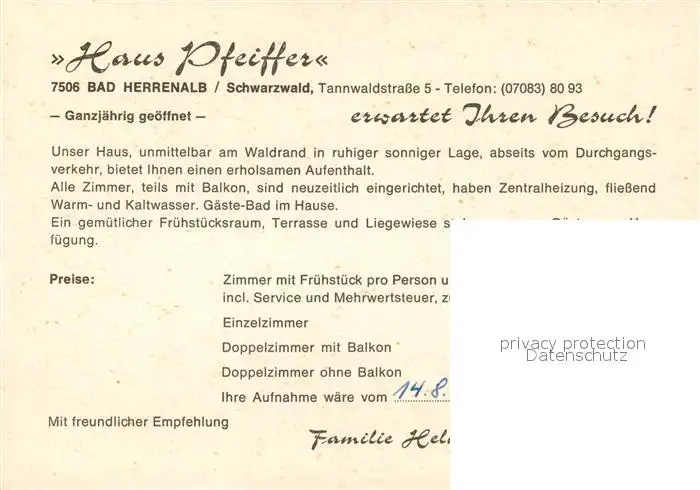 »Haus Pfeiffer«
7506 BAD HERRENALB / Schwarzwald, Tannwaldstraße 5 - Telefon: (07083) 80 93
— Ganzjährig geöffnet — erwartet Ihren Besuch!
Unser Haus, unmittelbar am Waldrand in ruhiger sonniger Lage, abseits vom Durchgangs-
verkehr, bietet Ihnen einen erholsamen Aufenthalt.
Alle Zimmer, teils mit Balkon, sind neuzeitlich eingerichtet, haben Zentralheizung, fließend
Warm- und Kaltwasser. Gäste-Bad im Hause.
Ein gemütlicher Frühstücksraum, Terrasse und Liegewiese
fügung.
Preise: Zimmer mit Frühstück pro Person
incl. Service und Mehrwertsteuer,
Einzelzimmer
privacy protection
Doppelzimmer mit Balkon
Datenschutz
Doppelzimmer ohne Balkon
Ihre Aufnahme wäre vom 14.8.
Mit freundlicher Empfehlung
Familie